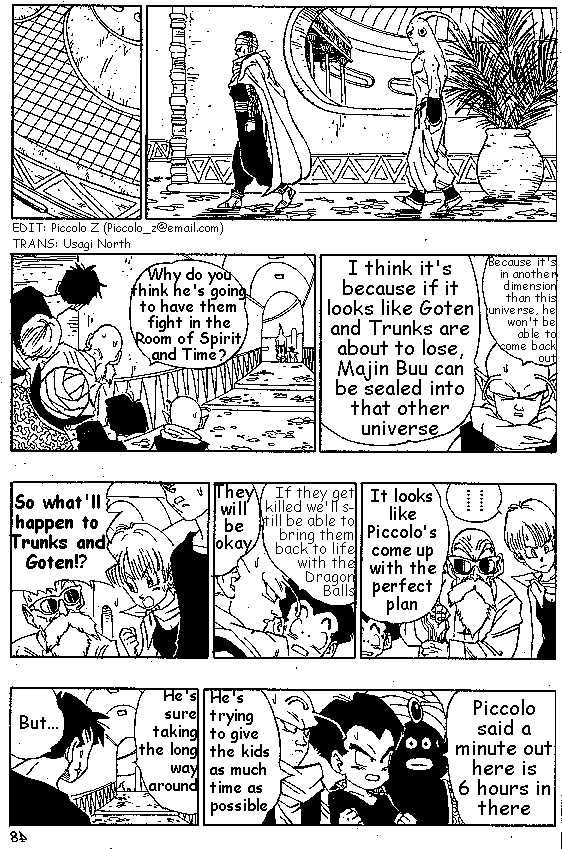 EDIT: Piccolo Z (Piccolo_z@email.com)
TRANS: Usagi North
Why do you
think he's going
to have them
fight in the
Room of Spirit
and Time?
I think it's
because if it
looks like Goten
and Trunks are
about to lose,
Majin Buu can
be sealed into
that other
universe
Because it's
in another
dimension
than this
universe, he
won't be
able to
come back
out
So what'll
happen to
Trunks and
Goten!?
They
will
be
okay
If they get
killed we'll s-
till be able to
bring them
back to life
with the
Dragon
Balls
It looks
like
Piccolo's
come up
with the
perfect
plan
But...
He's
sure
taking
the long
way
around
He's
trying
to give
the kids
as much
time as
possible
Piccolo
said a
minute out
here is
6 hours in
there
84